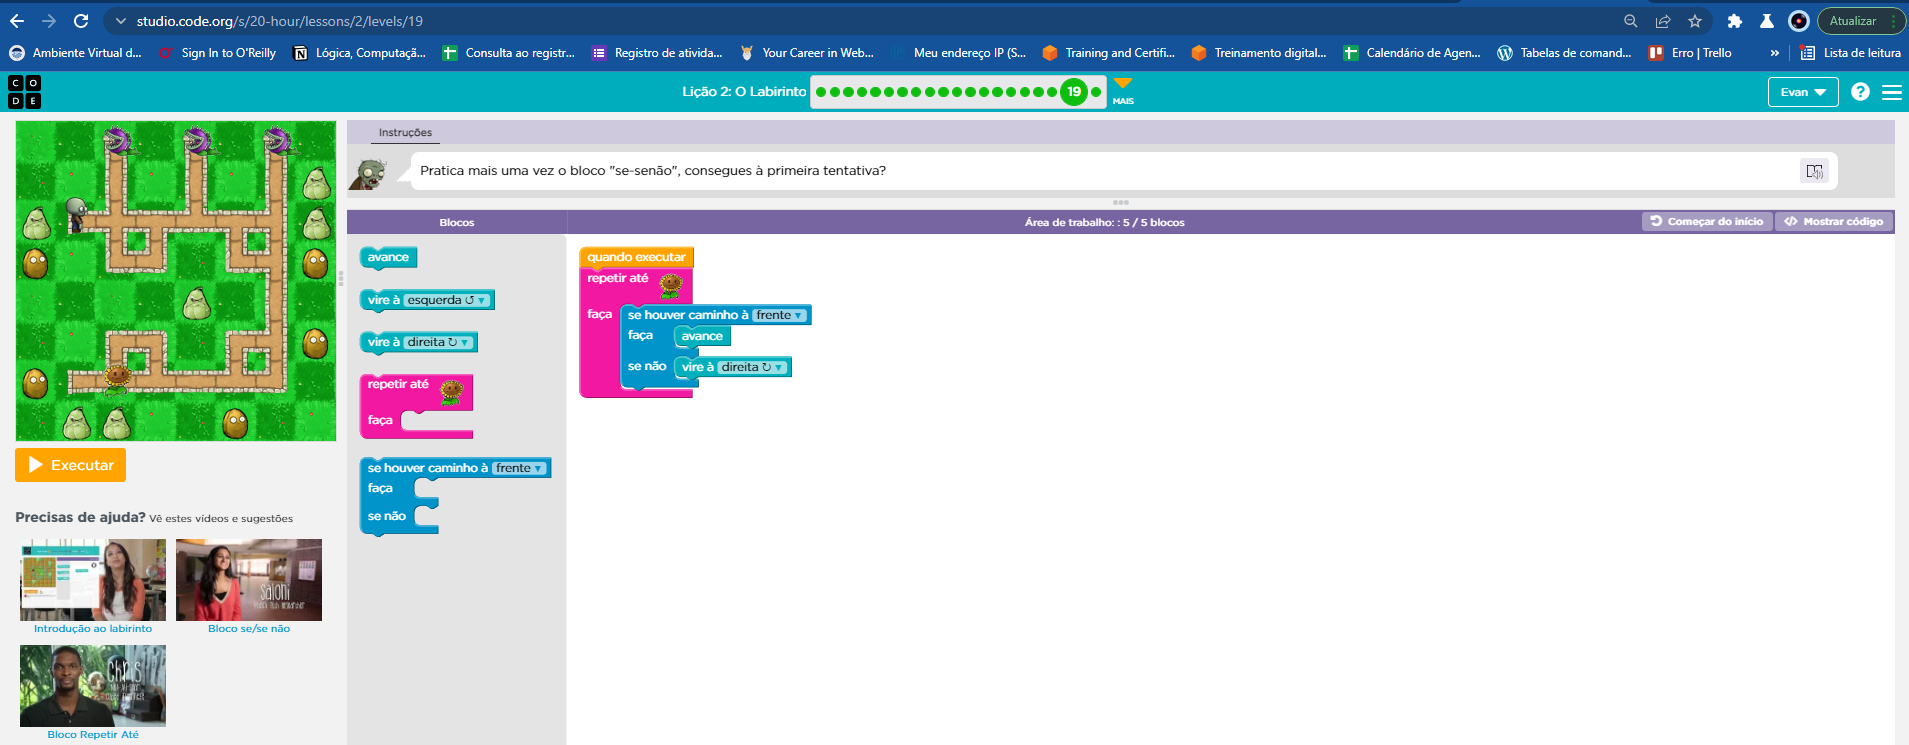 studio.code.org/s/20-hour/lessons/2/levels/19
Atualizar
Ambiente Virtual d...
Sign In to O'Reilly
Lógica, Computaçã...
Consulta ao registr...
Registro de ativida...
Your Career in Web...
Meu endereço IP (S...
Training and Certifi...
Treinamento digital...
Calendário de Agen...
Tabelas de comand...
Erro | Trello
»
Lista de leitura
C O
D E
Lição 2: O Labirinto
19
MAIS
Evan
?
Instruções
Pratica mais uma vez o bloco "se-senão", consegues à primeira tentativa?
Blocos
Área de trabalho: : 5 / 5 blocos
Começar do início
</> Mostrar código
avance
vire à esquerda ↺ ▾
vire à direita ↻ ▾
repetir até
faça
se houver caminho à frente ▾
faça
se não
quando executar
repetir até
faça
se houver caminho à frente ▾
faça
avance
se não
vire à direita ↻ ▾
Executar
Precisas de ajuda? Vê estes vídeos e sugestões
Introdução ao labirinto
saloni
Bloco se/se não
chris
Bloco Repetir Até